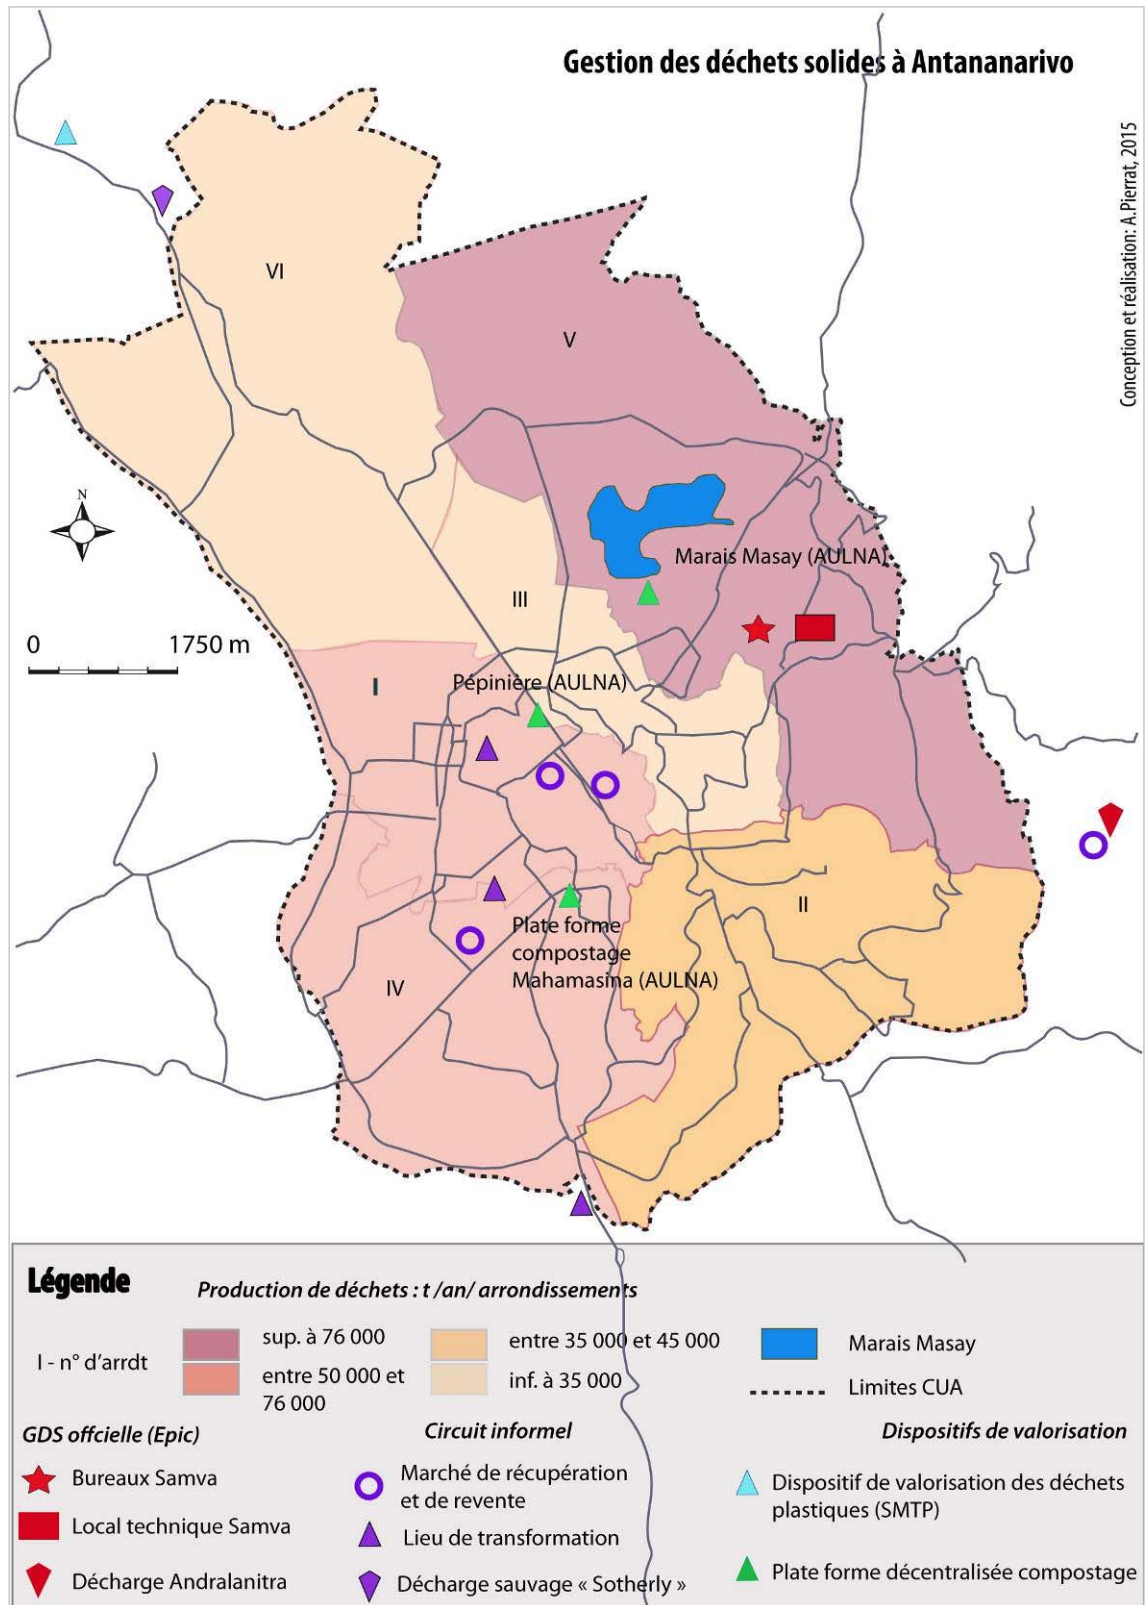 Gestion des déchets solides à Antananarivo
Conception et réalisation: A.Pierrat, 2015
VI
V
N
Marais Masay (AULNA)
III
0 1750 m
I
Pépinière (AULNA)
II
Plate forme
compostage
Mahamasina (AULNA)
IV
Légende
Production de déchets : t /an/ arrondissements
I - n° d'arrdt
sup. à 76 000
entre 50 000 et
76 000
entre 35 000 et 45 000
inf. à 35 000
Marais Masay
Limites CUA
GDS offcielle (Epic)
Bureaux Samva
Local technique Samva
Décharge Andralanitra
Circuit informel
Marché de récupération
et de revente
Lieu de transformation
Décharge sauvage « Sotherly »
Dispositifs de valorisation
Dispositif de valorisation des déchets
plastiques (SMTP)
Plate forme décentralisée compostage